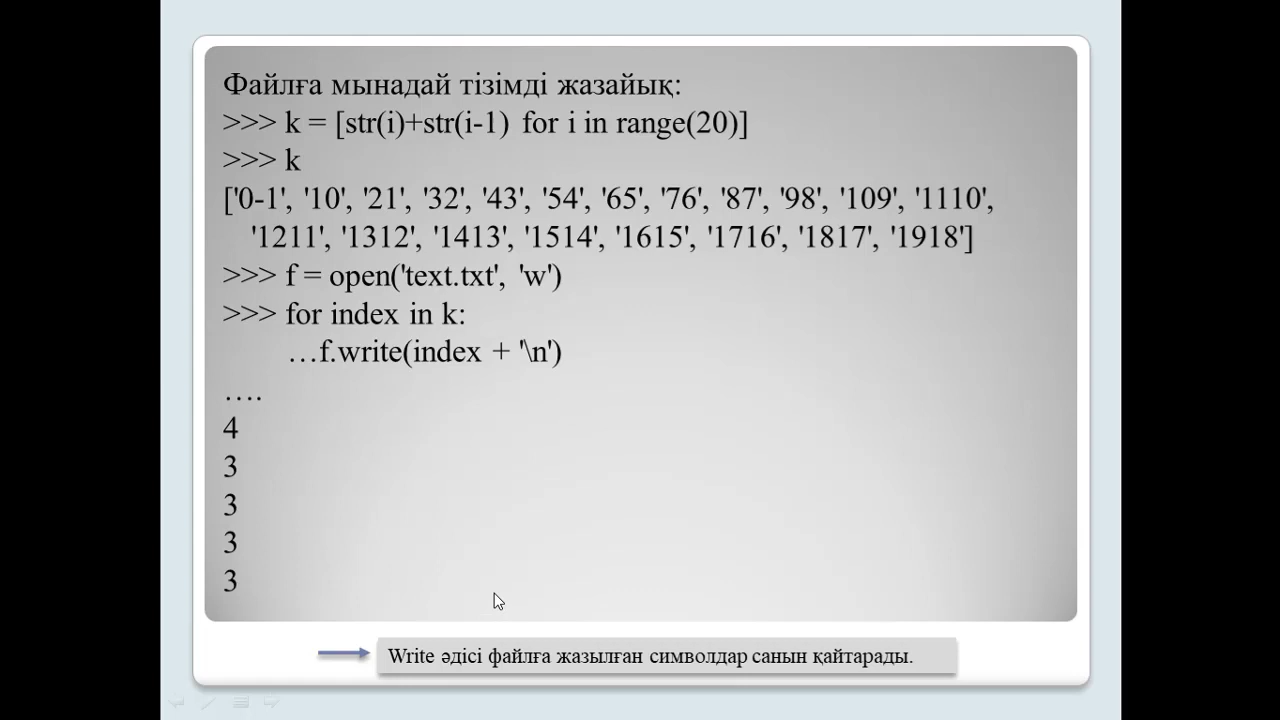 Файлға мынадай тізімді жазайық:
>>> k = [str(i)+str(i-1) for i in range(20)]
>>> k
['0-1', '10', '21', '32', '43', '54', '65', '76', '87', '98', '109', '1110',
'1211', '1312', '1413', '1514', '1615', '1716', '1817', '1918']
>>> f = open('text.txt', 'w')
>>> for index in k:
…f.write(index + '\n')
….
4
3
3
3
3
Write әдісі файлға жазылған символдар санын қайтарады.